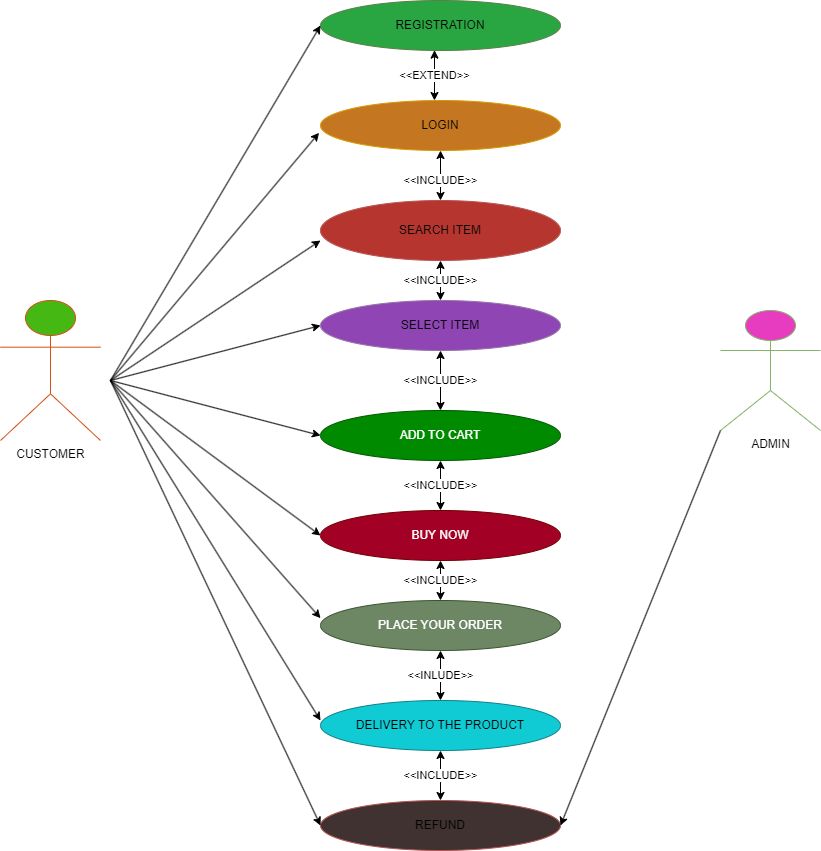 REGISTRATION
<<EXTEND>>
LOGIN
<<INCLUDE>>
SEARCH ITEM
<<INCLUDE>>
SELECT ITEM
<<INCLUDE>>
ADD TO CART
CUSTOMER
ADMIN
<<INCLUDE>>
BUY NOW
<<INCLUDE>>
PLACE YOUR ORDER
<<INLUDE>>
DELIVERY TO THE PRODUCT
<<INCLUDE>>
REFUND